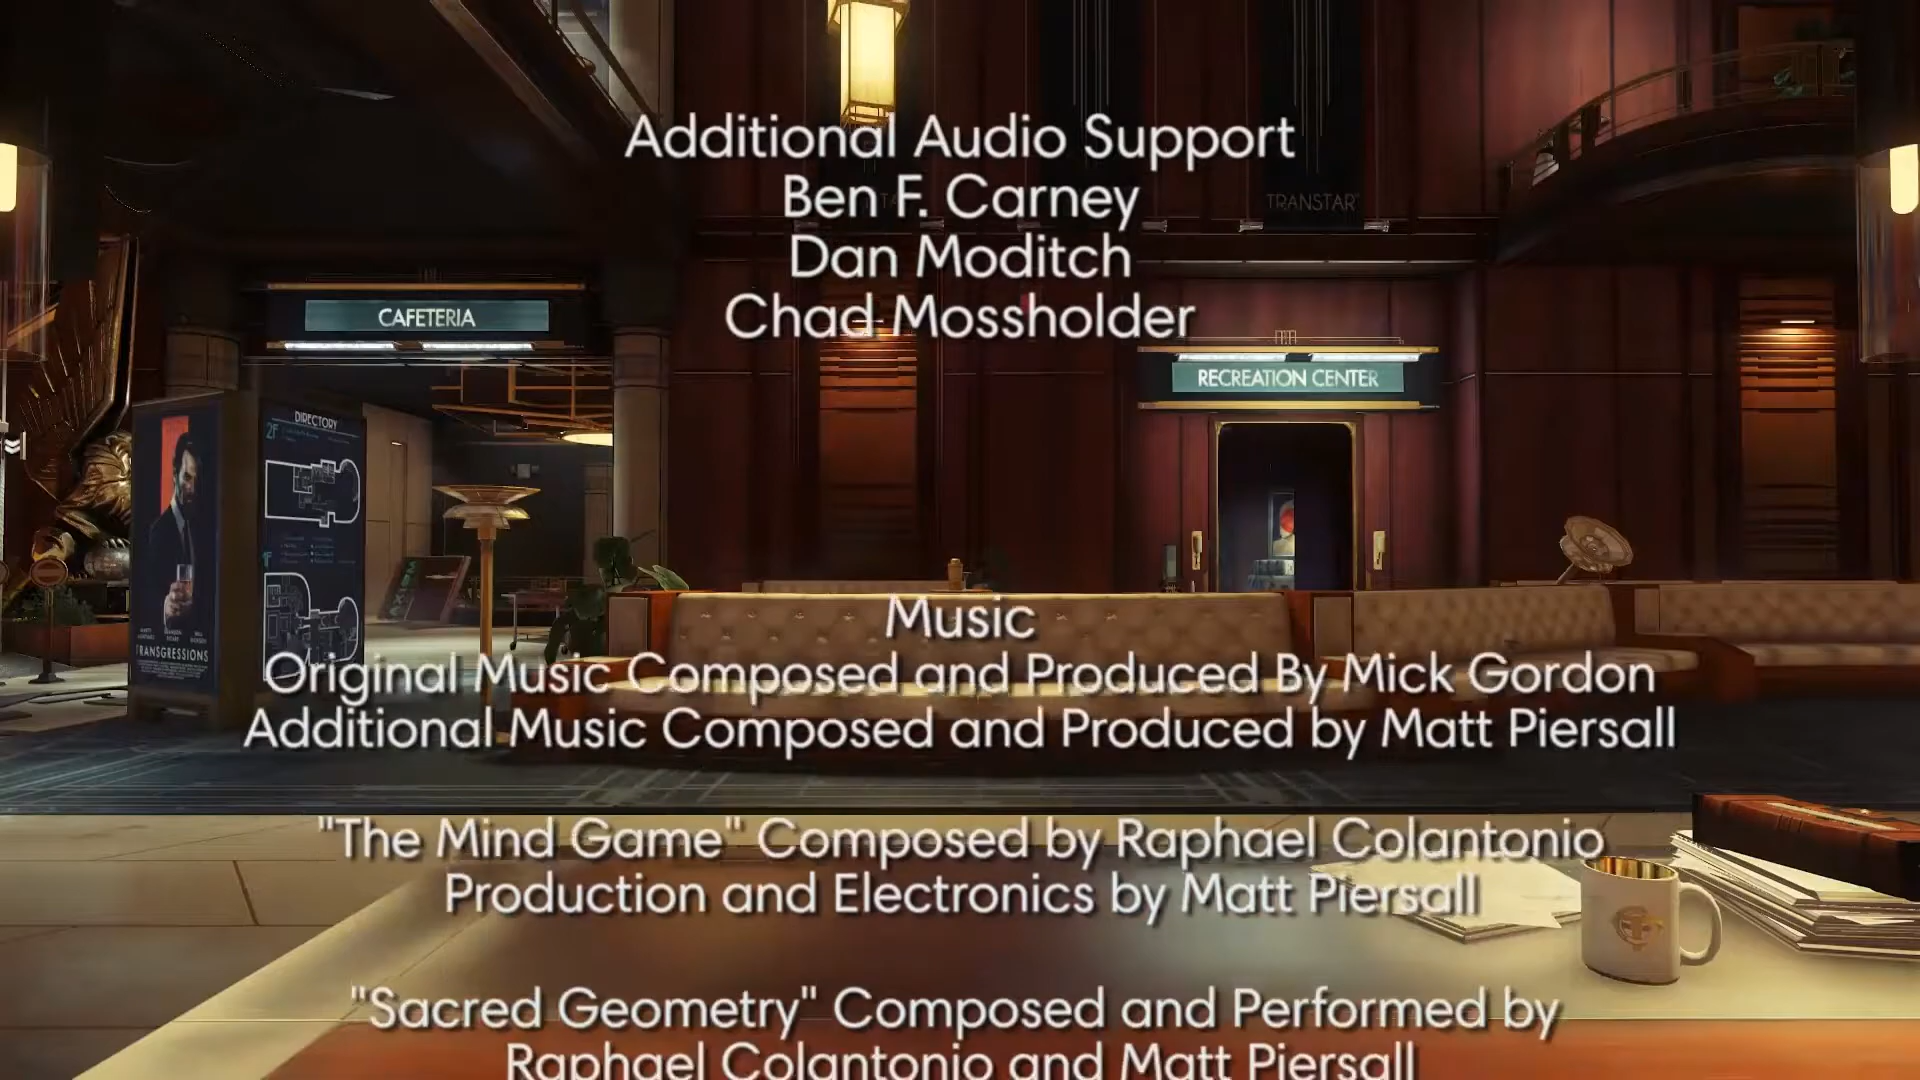 Additional Audio Support
Ben F. Carney
Dan Moditch
Chad Mossholder
TRANSTAR
CAFETERIA
RECREATION CENTER
DIRECTORY
2F
1F
TRANSGRESSIONS
Music
Original Music Composed and Produced By Mick Gordon
Additional Music Composed and Produced by Matt Piersall
"The Mind Game" Composed by Raphael Colantonio
Production and Electronics by Matt Piersall
"Sacred Geometry" Composed and Performed by
Raphael Colantonio and Matt Piersall